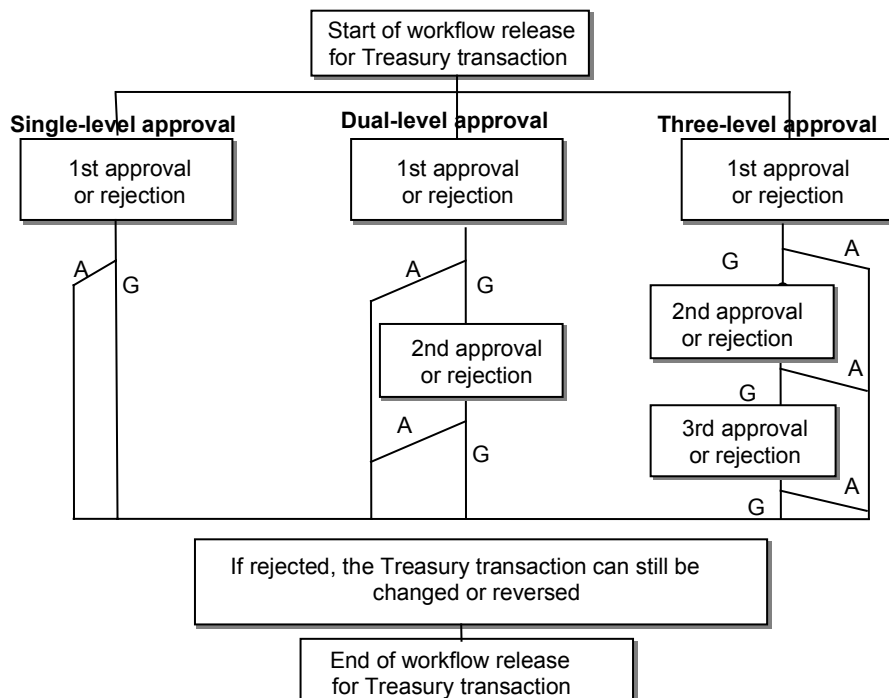 Start of workflow release
for Treasury transaction
Single-level approval
Dual-level approval
Three-level approval
1st approval
or rejection
1st approval
or rejection
1st approval
or rejection
A
G
A
G
G
A
2nd approval
or rejection
2nd approval
or rejection
A
G
G
A
3rd approval
or rejection
G
A
If rejected, the Treasury transaction can still be
changed or reversed
End of workflow release
for Treasury transaction